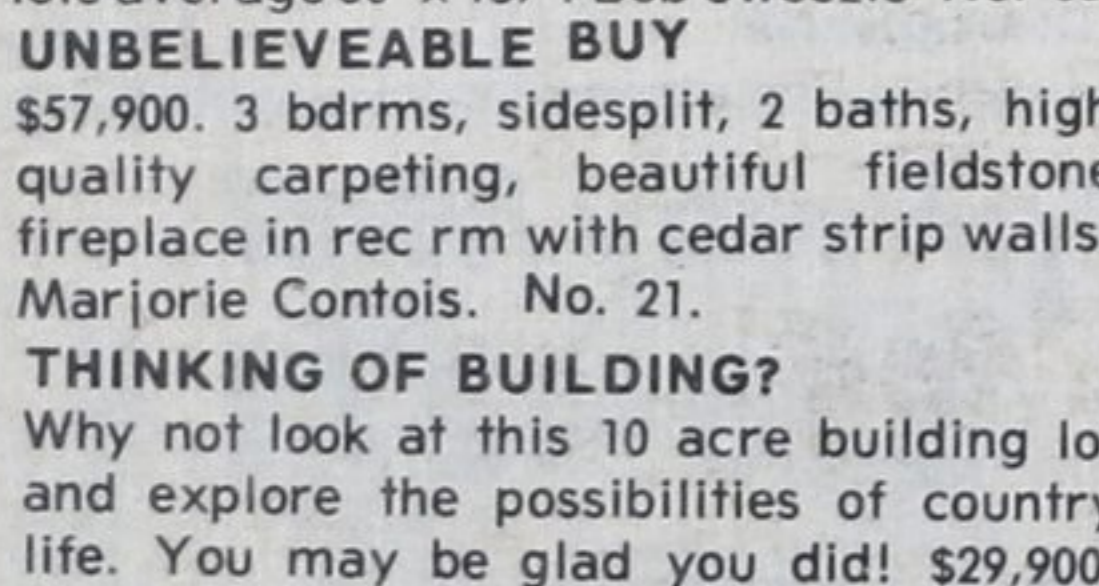 UNBELIEVEABLE BUY
$57,900. 3 bdrms, sidesplit, 2 baths, high
quality carpeting, beautiful fieldstone
fireplace in rec rm with cedar strip walls
Marjorie Contois. No. 21.
THINKING OF BUILDING?
Why not look at this 10 acre building lo
and explore the possibilities of country
life. You may be glad you did! $29,900